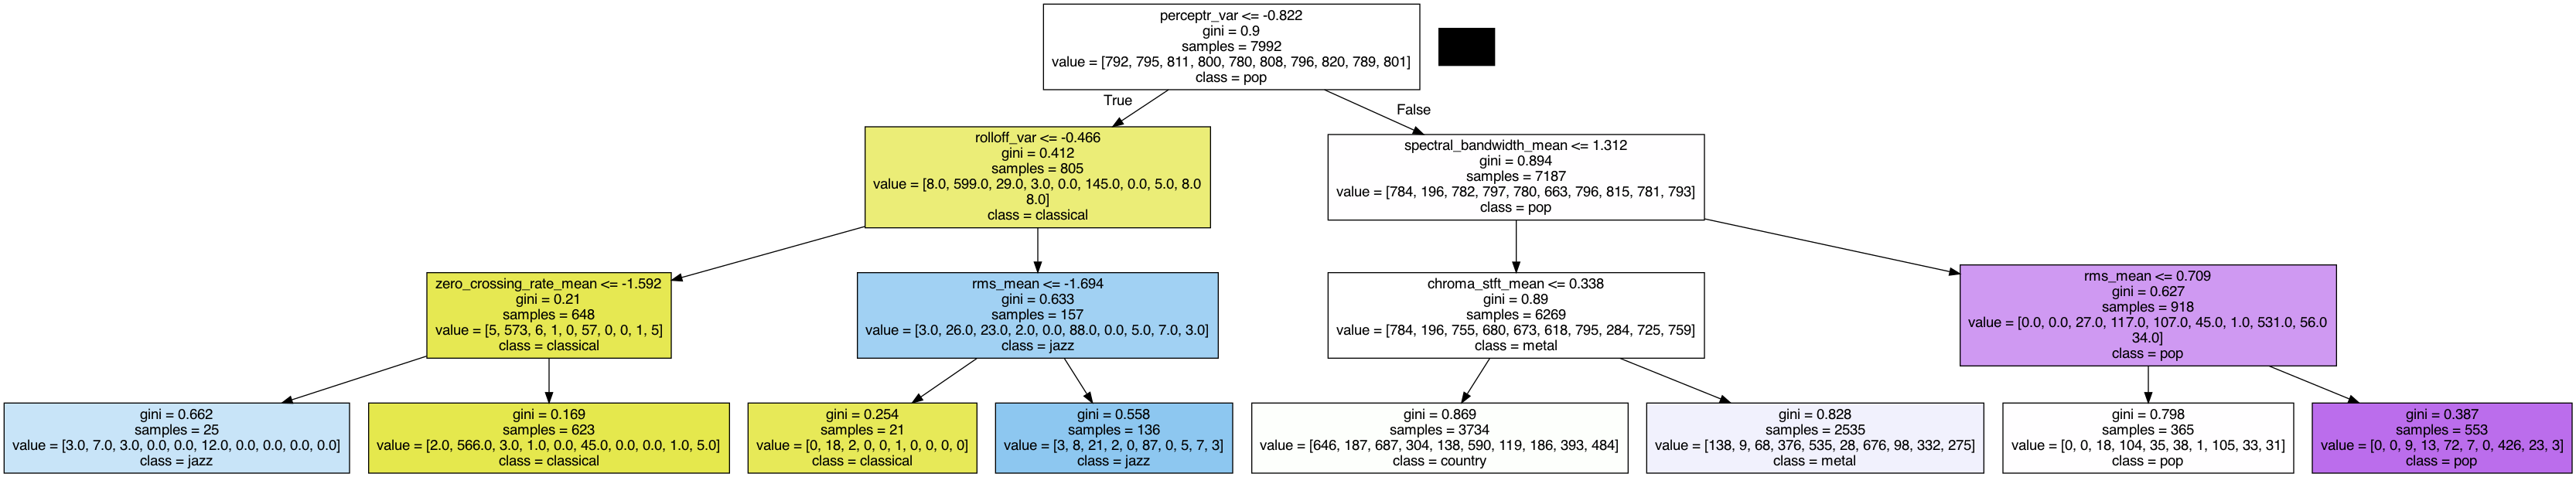 perceptr_var <= -0.822
gini = 0.9
samples = 7992
value = [792, 795, 811, 800, 780, 808, 796, 820, 789, 801]
class = pop
True
False
rolloff_var <= -0.466
gini = 0.412
samples = 805
value = [8.0, 599.0, 29.0, 3.0, 0.0, 145.0, 0.0, 5.0, 8.0
8.0]
class = classical
spectral_bandwidth_mean <= 1.312
gini = 0.894
samples = 7187
value = [784, 196, 782, 797, 780, 663, 796, 815, 781, 793]
class = pop
zero_crossing_rate_mean <= -1.592
gini = 0.21
samples = 648
value = [5, 573, 6, 1, 0, 57, 0, 0, 1, 5]
class = classical
rms_mean <= -1.694
gini = 0.633
samples = 157
value = [3.0, 26.0, 23.0, 2.0, 0.0, 88.0, 0.0, 5.0, 7.0, 3.0]
class = jazz
chroma_stft_mean <= 0.338
gini = 0.89
samples = 6269
value = [784, 196, 755, 680, 673, 618, 795, 284, 725, 759]
class = metal
rms_mean <= 0.709
gini = 0.627
samples = 918
value = [0.0, 0.0, 27.0, 117.0, 107.0, 45.0, 1.0, 531.0, 56.0
34.0]
class = pop
gini = 0.662
samples = 25
value = [3.0, 7.0, 3.0, 0.0, 0.0, 12.0, 0.0, 0.0, 0.0, 0.0]
class = jazz
gini = 0.169
samples = 623
value = [2.0, 566.0, 3.0, 1.0, 0.0, 45.0, 0.0, 0.0, 1.0, 5.0]
class = classical
gini = 0.254
samples = 21
value = [0, 18, 2, 0, 0, 1, 0, 0, 0, 0]
class = classical
gini = 0.558
samples = 136
value = [3, 8, 21, 2, 0, 87, 0, 5, 7, 3]
class = jazz
gini = 0.869
samples = 3734
value = [646, 187, 687, 304, 138, 590, 119, 186, 393, 484]
class = country
gini = 0.828
samples = 2535
value = [138, 9, 68, 376, 535, 28, 676, 98, 332, 275]
class = metal
gini = 0.798
samples = 365
value = [0, 0, 18, 104, 35, 38, 1, 105, 33, 31]
class = pop
gini = 0.387
samples = 553
value = [0, 0, 9, 13, 72, 7, 0, 426, 23, 3]
class = pop